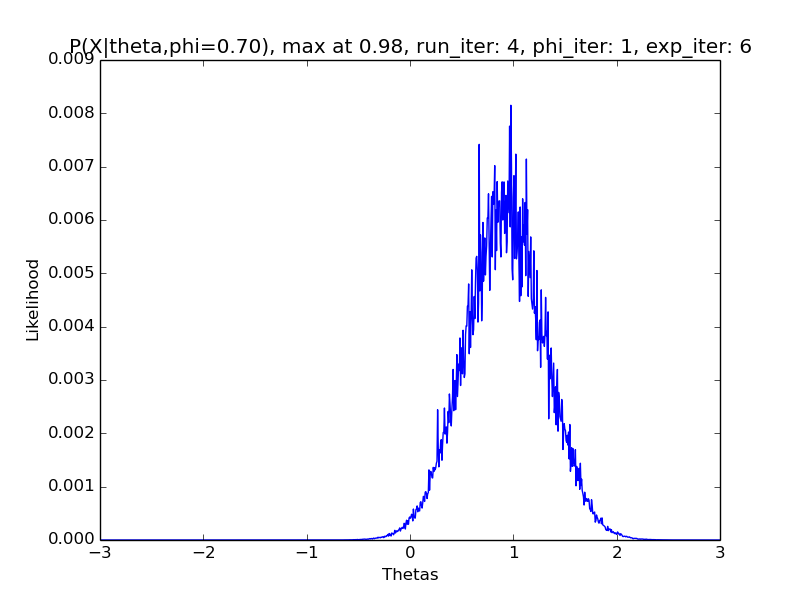 P(X|theta,phi=0.70), max at 0.98, run_iter: 4, phi_iter: 1, exp_iter: 6
0.009
0.008
0.007
0.006
0.005
0.004
0.003
0.002
0.001
0.000
Likelihood
−3 −2 −1 0 1 2 3
Thetas